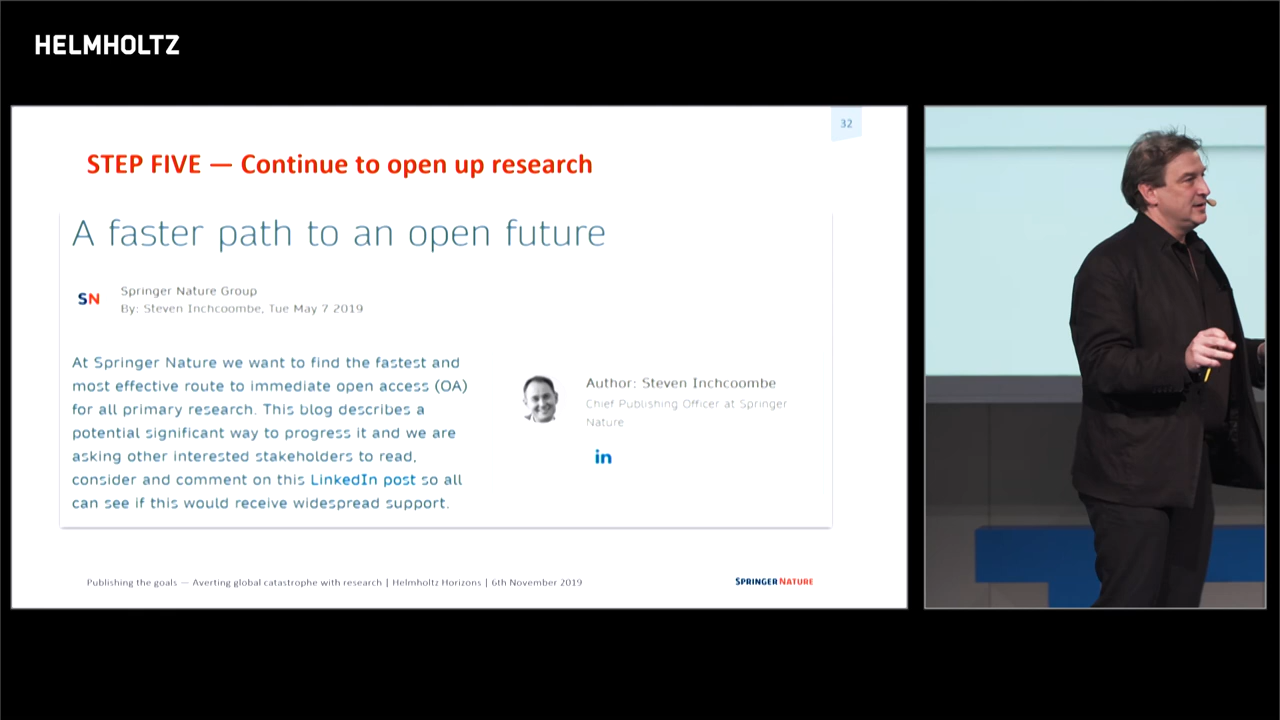 HELMHOLTZ
32
STEP FIVE — Continue to open up research
A faster path to an open future
SN
Springer Nature Group
By: Steven Inchcoombe, Tue May 7 2019
At Springer Nature we want to find the fastest and
most effective route to immediate open access (OA)
for all primary research. This blog describes a
potential significant way to progress it and we are
asking other interested stakeholders to read,
consider and comment on this LinkedIn post so all
can see if this would receive widespread support.
Author: Steven Inchcoombe
Chief Publishing Officer at Springer
Nature
in
Publishing the goals — Averting global catastrophe with research | Helmholtz Horizons | 6th November 2019
SPRINGER NATURE